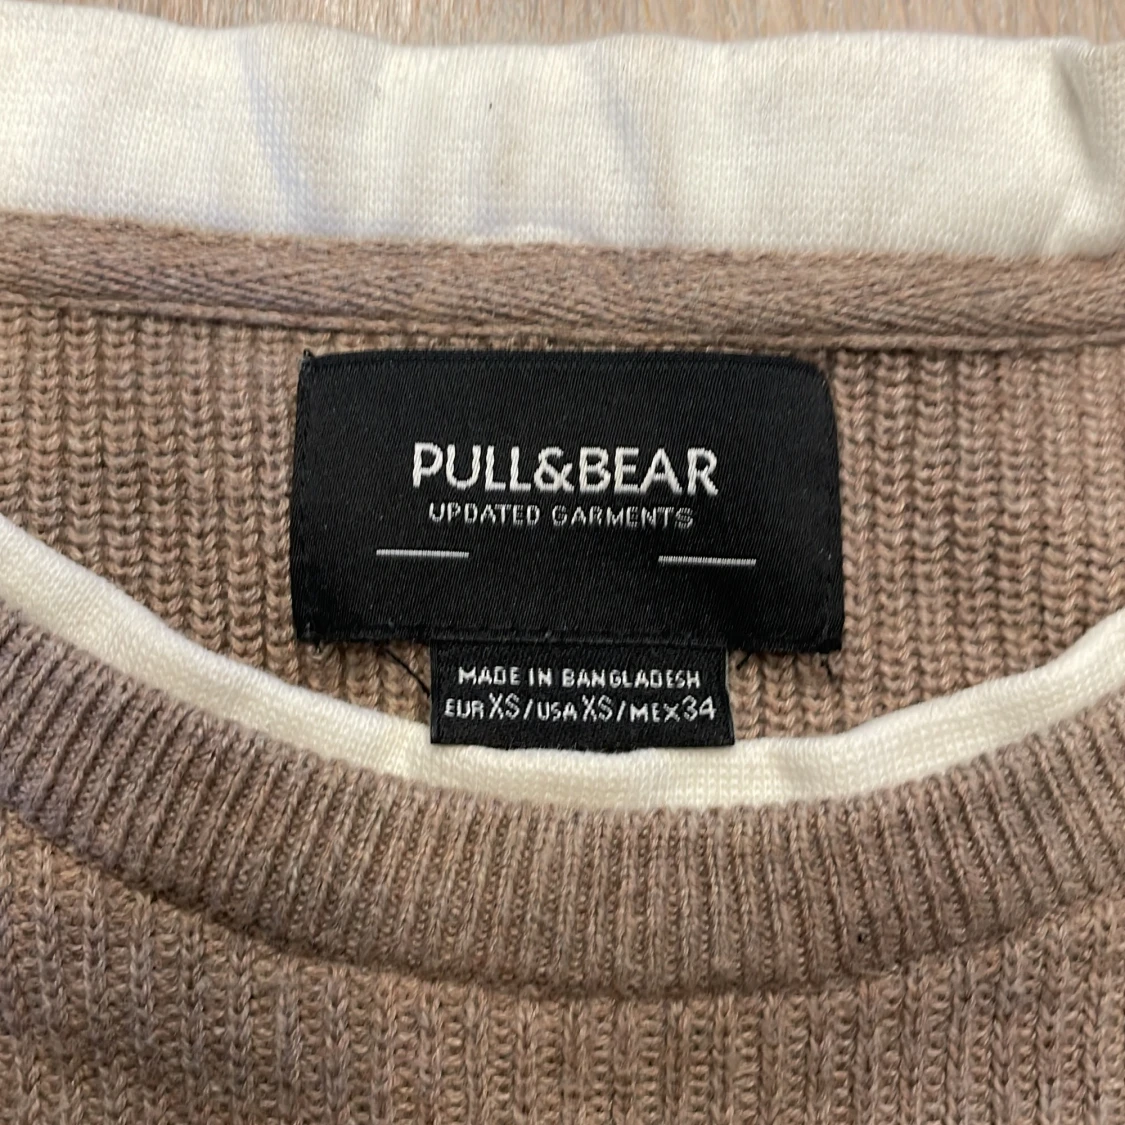 PULL&BEAR
UPDATED GARMENTS
MADE IN BANGLADESH
EUR XS/USA XS/MEX 34